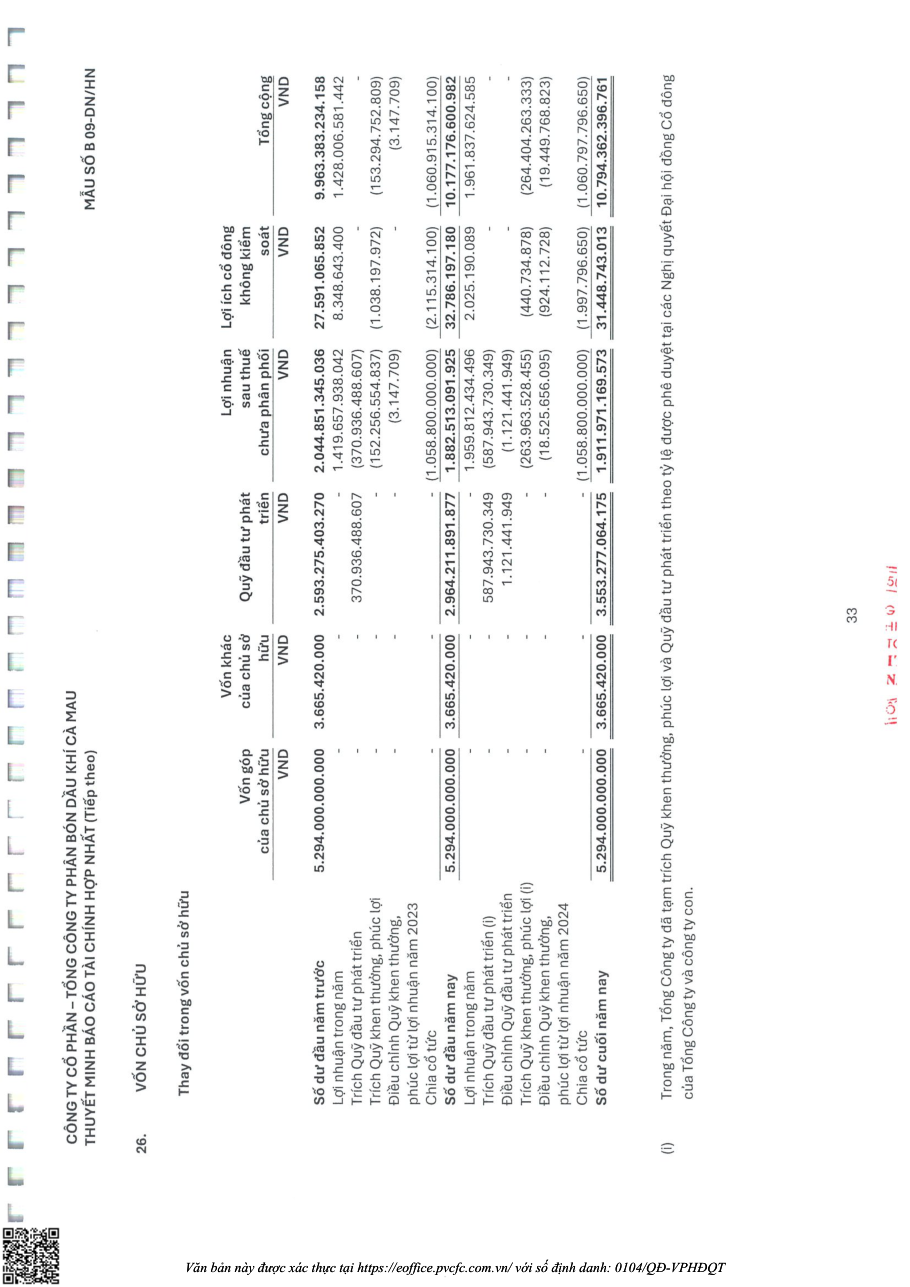 CÔNG TY CỔ PHẦN – TỔNG CÔNG TY PHÂN BÓN DẦU KHÍ CÀ MAU
THUYẾT MINH BÁO CÁO TÀI CHÍNH HỢP NHẤT (Tiếp theo)
MẪU SỐ B 09-DN/HN
26. VỐN CHỦ SỞ HỮU
Thay đổi trong vốn chủ sở hữu
Vốn góp của chủ sở hữu VND | Vốn khác của chủ sở hữu VND | Quỹ đầu tư phát triển VND | Lợi nhuận sau thuế chưa phân phối VND | Lợi ích cổ đông không kiểm soát VND | Tổng cộng VND
Số dư đầu năm trước 5.294.000.000.000 3.665.420.000 2.593.275.403.270 2.044.851.345.036 27.591.065.852 9.963.383.234.158
Lợi nhuận trong năm - - - 1.419.657.938.042 8.348.643.400 1.428.006.581.442
Trích Quỹ đầu tư phát triển - - 370.936.488.607 (370.936.488.607) - -
Trích Quỹ khen thưởng, phúc lợi - - - (152.256.554.837) (1.038.197.972) (153.294.752.809)
Điều chỉnh Quỹ khen thưởng, - - - (3.147.709) (3.147.709)
phúc lợi từ lợi nhuận năm 2023
Chia cổ tức - - - (1.058.800.000.000) (2.115.314.100) (1.060.915.314.100)
Số dư đầu năm nay 5.294.000.000.000 3.665.420.000 2.964.211.891.877 1.882.513.091.925 32.786.197.180 10.177.176.600.982
Lợi nhuận trong năm - - - 1.959.812.434.496 2.025.190.089 1.961.837.624.585
Trích Quỹ đầu tư phát triển (i) - - 587.943.730.349 (587.943.730.349) - -
Điều chỉnh Quỹ đầu tư phát triển - - 1.121.441.949 (1.121.441.949) - -
Trích Quỹ khen thưởng, phúc lợi (i) - - - (263.963.528.455) (440.734.878) (264.404.263.333)
Điều chỉnh Quỹ khen thưởng, - - - (18.525.656.095) (924.112.728) (19.449.768.823)
phúc lợi từ lợi nhuận năm 2024
Chia cổ tức - - - (1.058.800.000.000) (1.997.796.650) (1.060.797.796.650)
Số dư cuối năm nay 5.294.000.000.000 3.665.420.000 3.553.277.064.175 1.911.971.169.573 31.448.743.013 10.794.362.396.761
(i) Trong năm, Tổng Công ty đã tạm trích Quỹ khen thưởng, phúc lợi và Quỹ đầu tư phát triển theo tỷ lệ được phê duyệt tại các Nghị quyết Đại hội đồng Cổ đông
của Tổng Công ty và công ty con.
33
Văn bản này được xác thực tại https://eoffice.pvcfc.com.vn/ với số định danh: 0104/QĐ-VPHĐQT